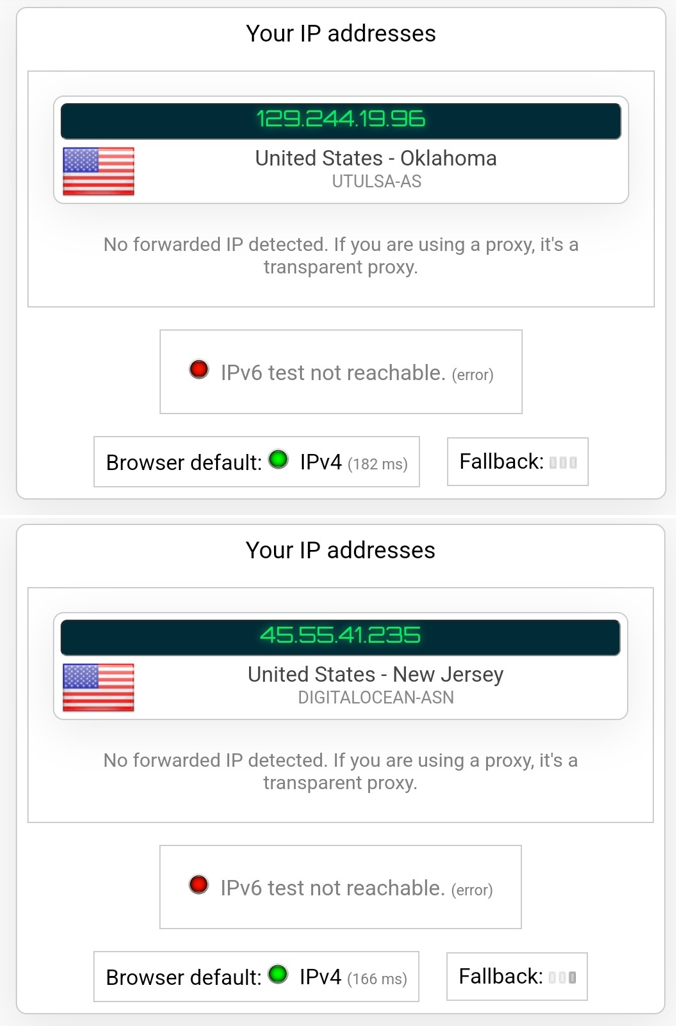 Your IP addresses
129.244.19.96
United States - Oklahoma
UTULSA-AS
No forwarded IP detected. If you are using a proxy, it's a
transparent proxy.
IPv6 test not reachable. (error)
Browser default: IPv4 (182 ms) Fallback:
Your IP addresses
45.55.41.235
United States - New Jersey
DIGITALOCEAN-ASN
No forwarded IP detected. If you are using a proxy, it's a
transparent proxy.
IPv6 test not reachable. (error)
Browser default: IPv4 (166 ms) Fallback: